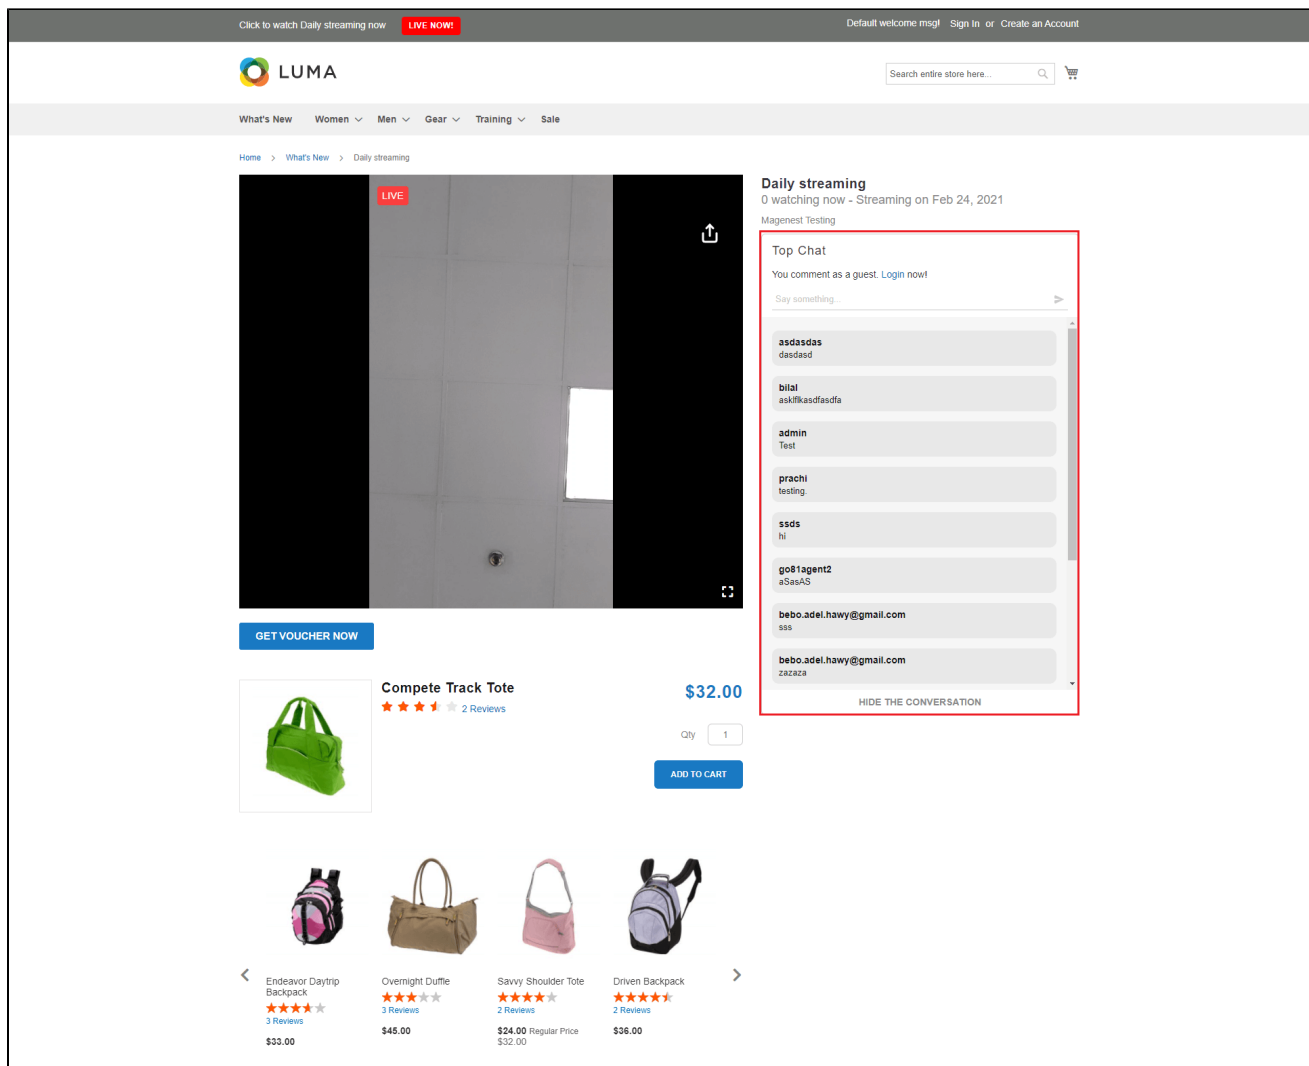 Click to watch Daily streaming now LIVE NOW!
Default welcome msg! Sign In or Create an Account
LUMA
Search entire store here...
What's New Women Men Gear Training Sale
Home > What's New > Daily streaming
LIVE
Daily streaming
0 watching now - Streaming on Feb 24, 2021
Magenest Testing
Top Chat
You comment as a guest. Login now!
Say something...
asdasdas
dasdasd
bilal
asklflkasdfasdfa
admin
Test
prachi
testing.
ssds
hi
go81agent2
aSasAS
bebo.adel.hawy@gmail.com
sss
bebo.adel.hawy@gmail.com
zazaza
HIDE THE CONVERSATION
GET VOUCHER NOW
Compete Track Tote
$32.00
2 Reviews
Qty 1
ADD TO CART
Endeavor Daytrip
Backpack
3 Reviews
$33.00
Overnight Duffle
3 Reviews
$45.00
Savvy Shoulder Tote
2 Reviews
$24.00 Regular Price
$32.00
Driven Backpack
2 Reviews
$36.00